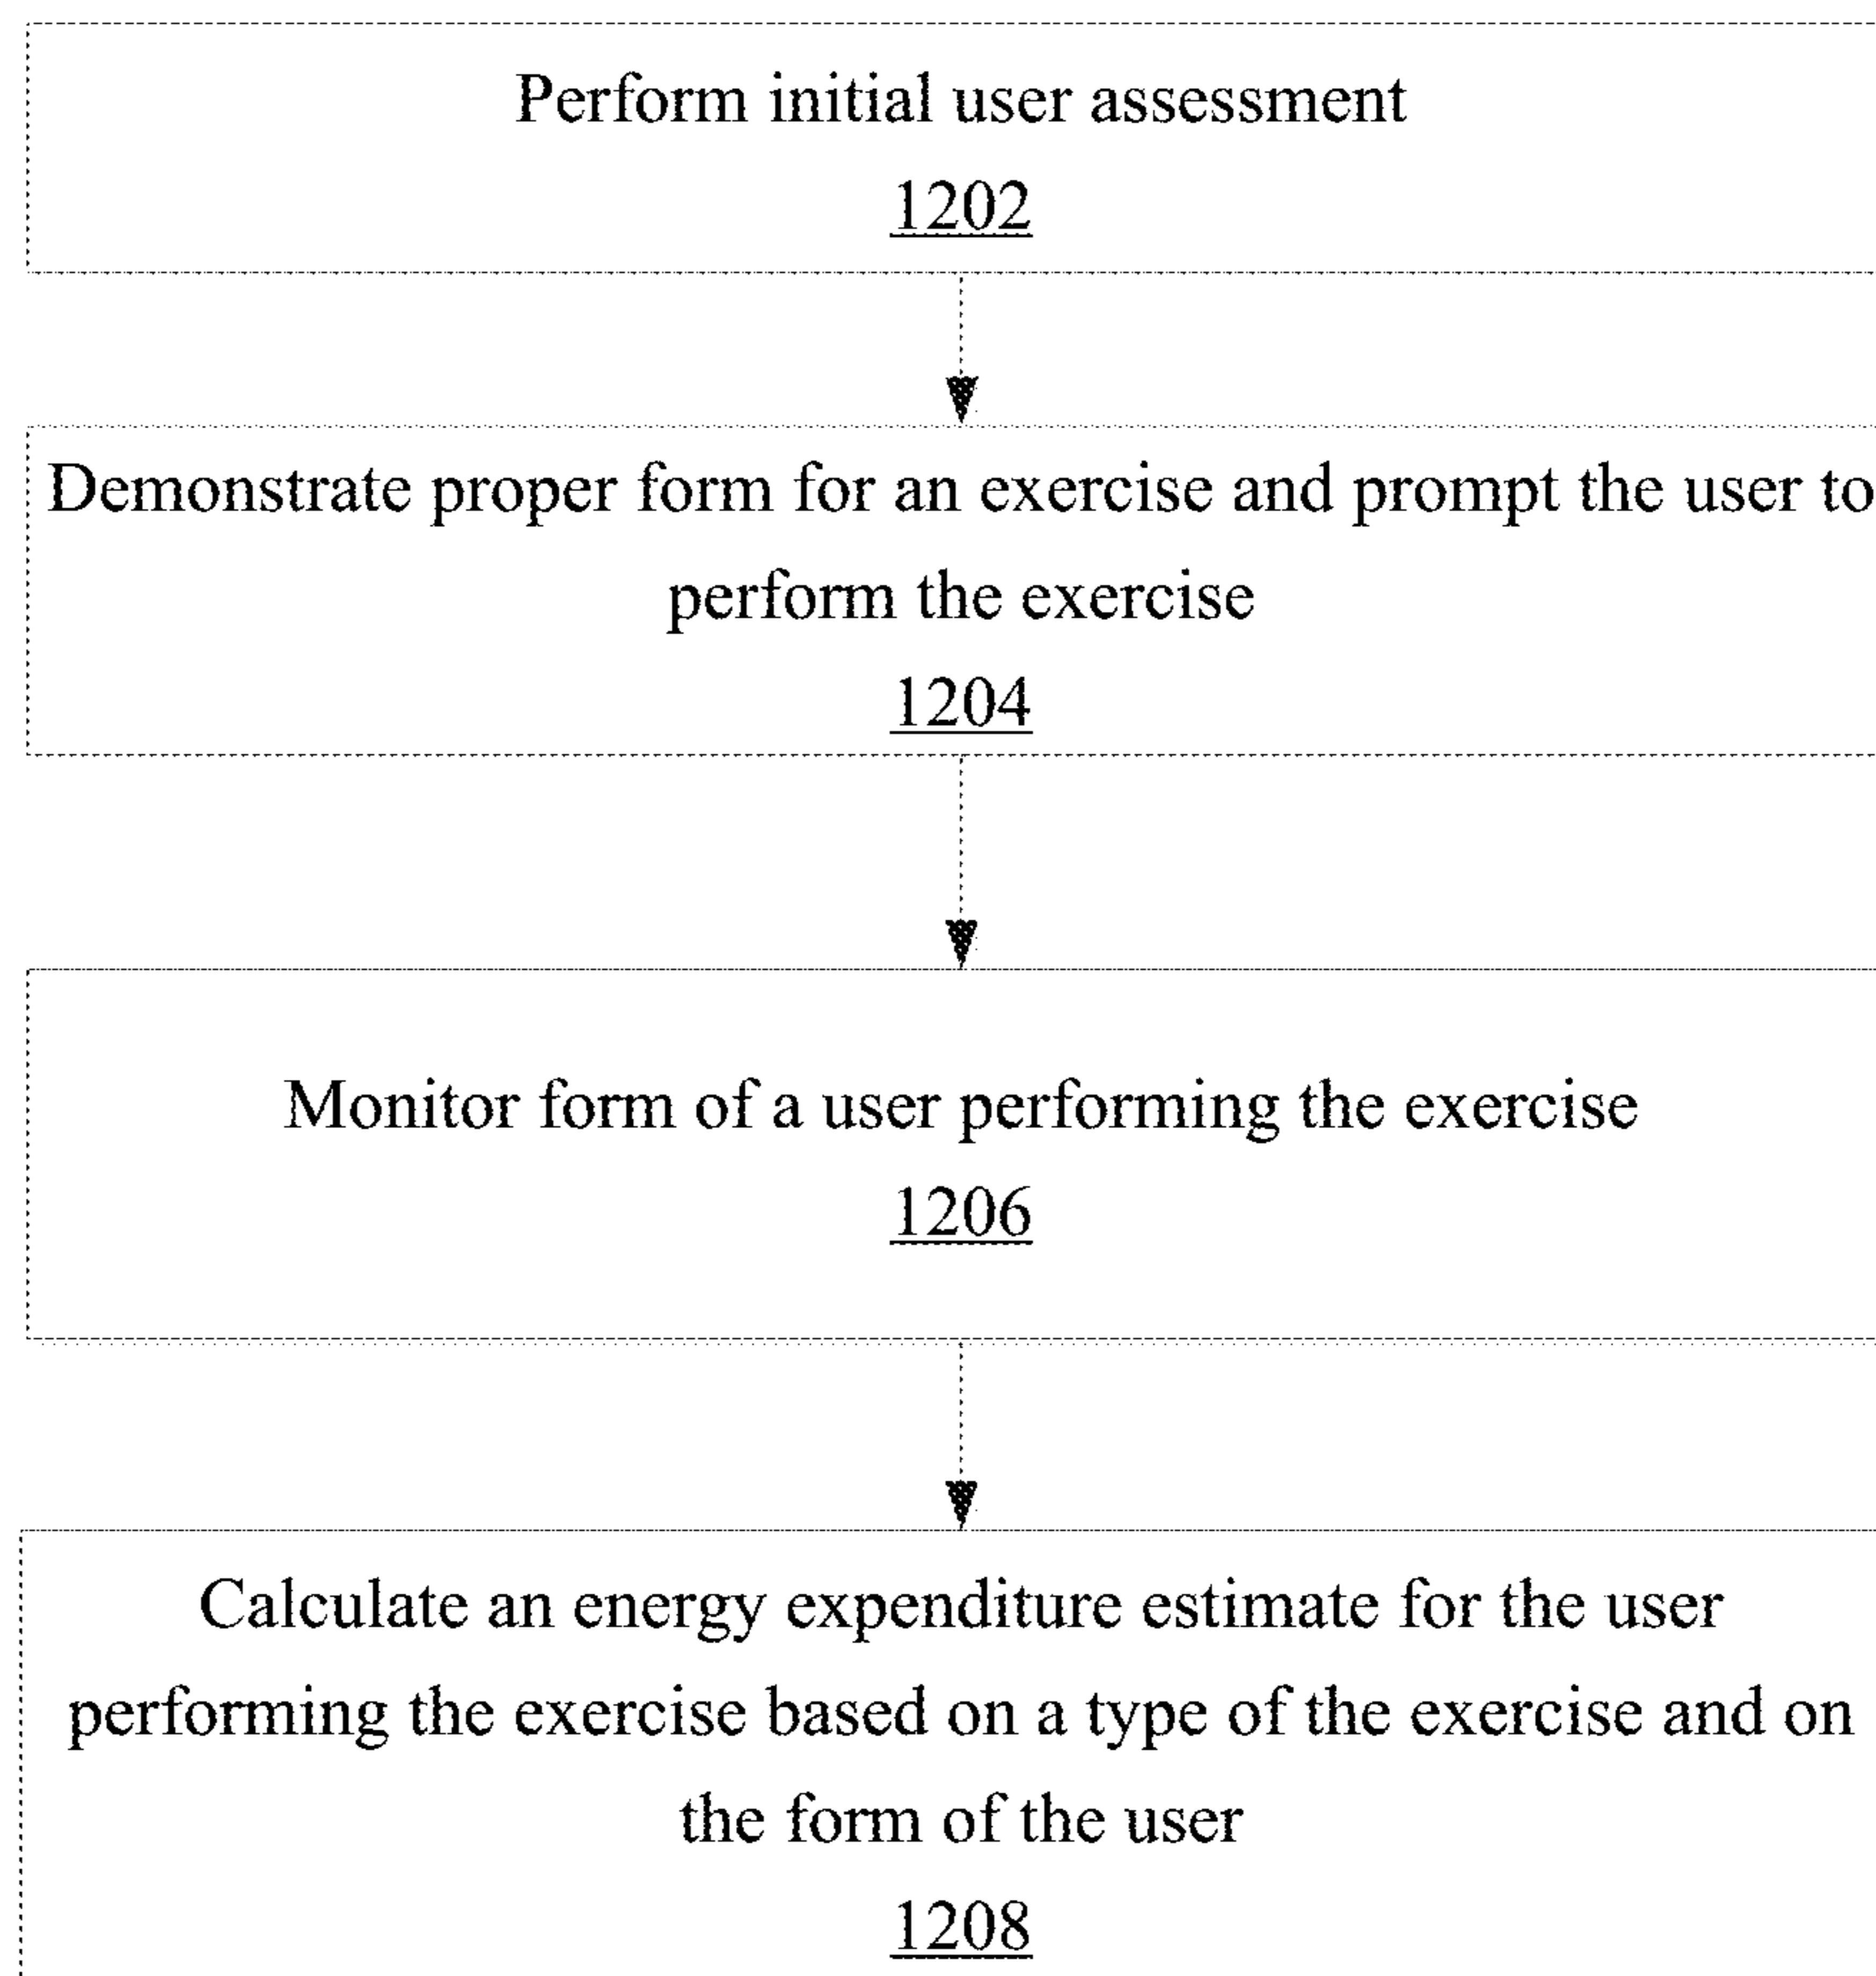 Perform initial user assessment
1202
Demonstrate proper form for an exercise and prompt the user to
perform the exercise
1204
Monitor form of a user performing the exercise
1206
Calculate an energy expenditure estimate for the user
performing the exercise based on a type of the exercise and on
the form of the user
1208